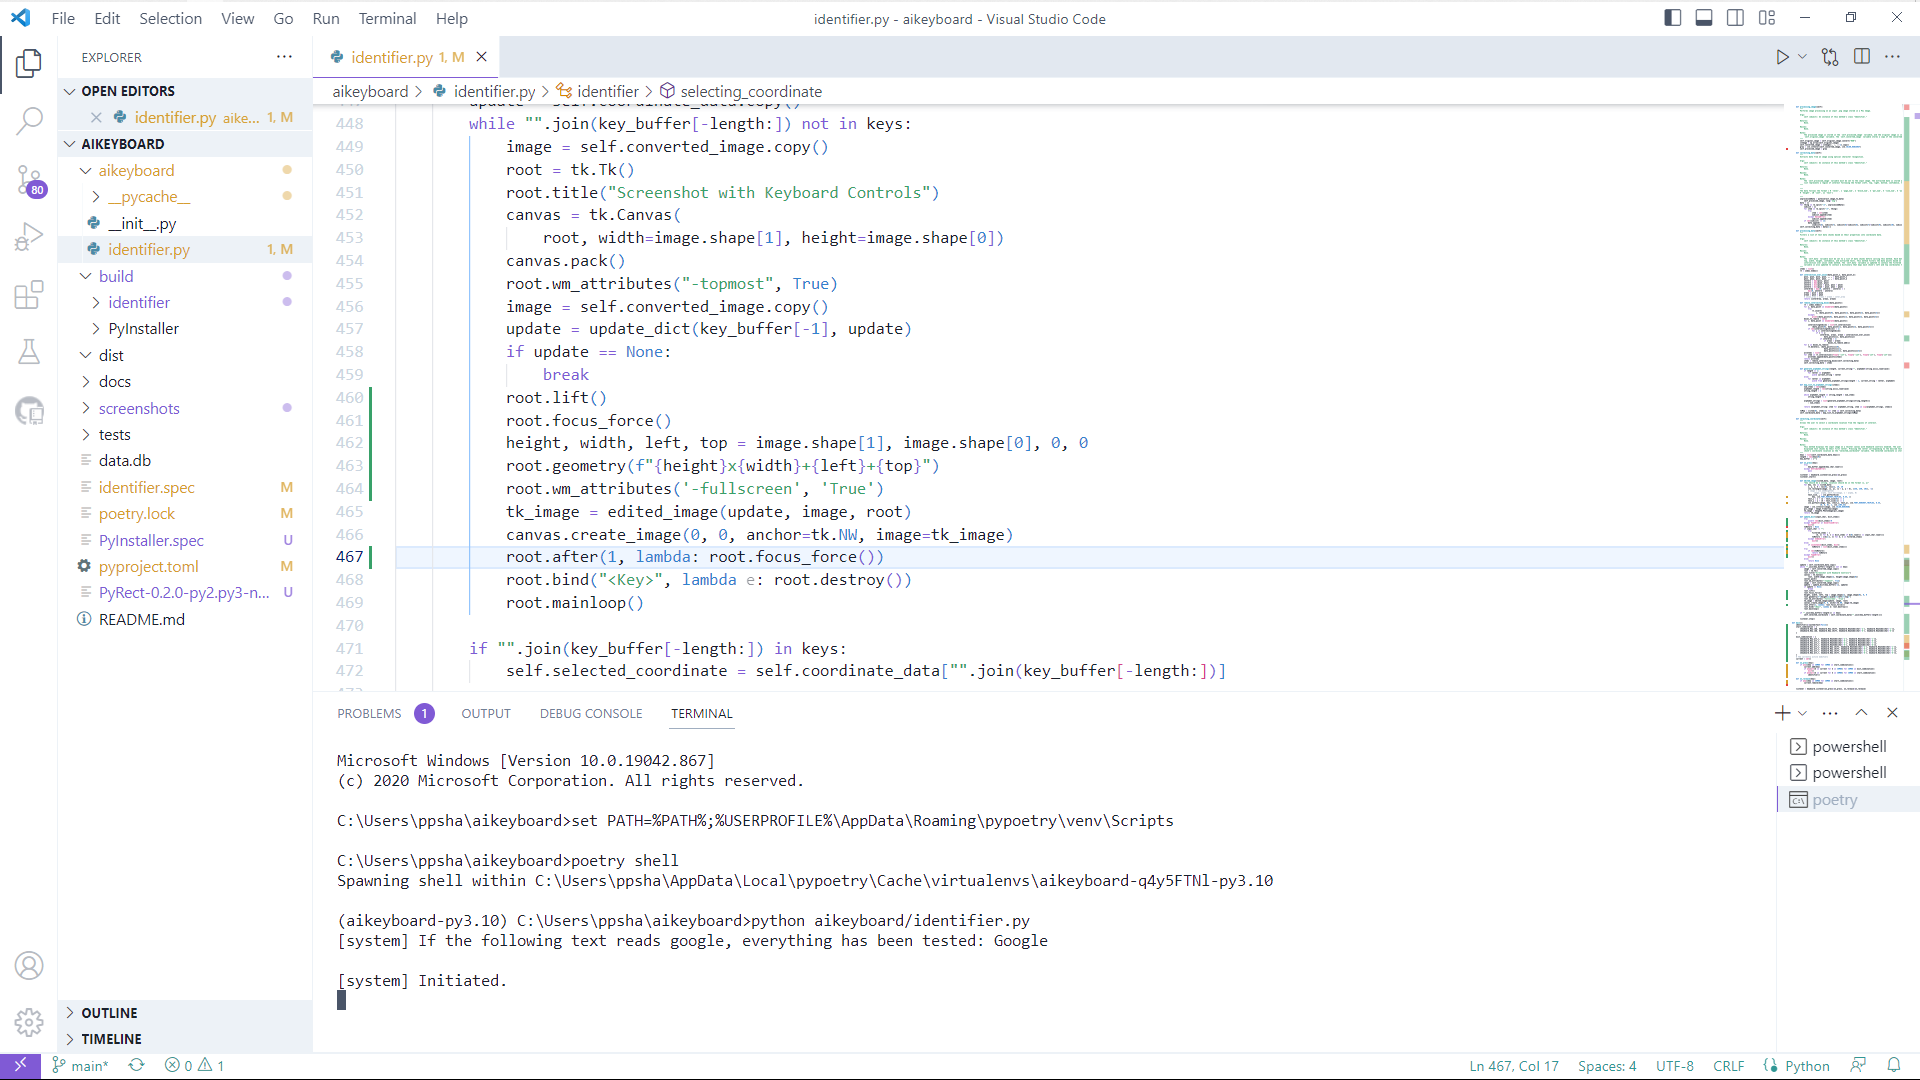 File Edit Selection View Go Run Terminal Help
identifier.py - aikeyboard - Visual Studio Code
EXPLORER
OPEN EDITORS
identifier.py aike... 1, M
AIKEYBOARD
aikeyboard
__pycache__
__init__.py
identifier.py 1, M
build
identifier
PyInstaller
dist
docs
screenshots
tests
data.db
identifier.spec M
poetry.lock M
PyInstaller.spec U
pyproject.toml M
PyRect-0.2.0-py2.py3-n... U
README.md
OUTLINE
TIMELINE
80
identifier.py 1, M
aikeyboard > identifier.py > identifier > selecting_coordinate
update = self.coordinate_data.copy()
448 while "".join(key_buffer[-length:]) not in keys:
449 image = self.converted_image.copy()
450 root = tk.Tk()
451 root.title("Screenshot with Keyboard Controls")
452 canvas = tk.Canvas(
453 root, width=image.shape[1], height=image.shape[0])
454 canvas.pack()
455 root.wm_attributes("-topmost", True)
456 image = self.converted_image.copy()
457 update = update_dict(key_buffer[-1], update)
458 if update == None:
459 break
460 root.lift()
461 root.focus_force()
462 height, width, left, top = image.shape[1], image.shape[0], 0, 0
463 root.geometry(f"{height}x{width}+{left}+{top}")
464 root.wm_attributes('-fullscreen', 'True')
465 tk_image = edited_image(update, image, root)
466 canvas.create_image(0, 0, anchor=tk.NW, image=tk_image)
467 root.after(1, lambda: root.focus_force())
468 root.bind("<Key>", lambda e: root.destroy())
469 root.mainloop()
470
471 if "".join(key_buffer[-length:]) in keys:
472 self.selected_coordinate = self.coordinate_data["".join(key_buffer[-length:])]
PROBLEMS 1 OUTPUT DEBUG CONSOLE TERMINAL
Microsoft Windows [Version 10.0.19042.867]
(c) 2020 Microsoft Corporation. All rights reserved.
C:\Users\ppsha\aikeyboard>set PATH=%PATH%;%USERPROFILE%\AppData\Roaming\pypoetry\venv\Scripts
C:\Users\ppsha\aikeyboard>poetry shell
Spawning shell within C:\Users\ppsha\AppData\Local\pypoetry\Cache\virtualenvs\aikeyboard-q4y5FTNl-py3.10
(aikeyboard-py3.10) C:\Users\ppsha\aikeyboard>python aikeyboard/identifier.py
[system] If the following text reads google, everything has been tested: Google
[system] Initiated.
powershell
powershell
poetry
main* 0 1
Ln 467, Col 17 Spaces: 4 UTF-8 CRLF Python